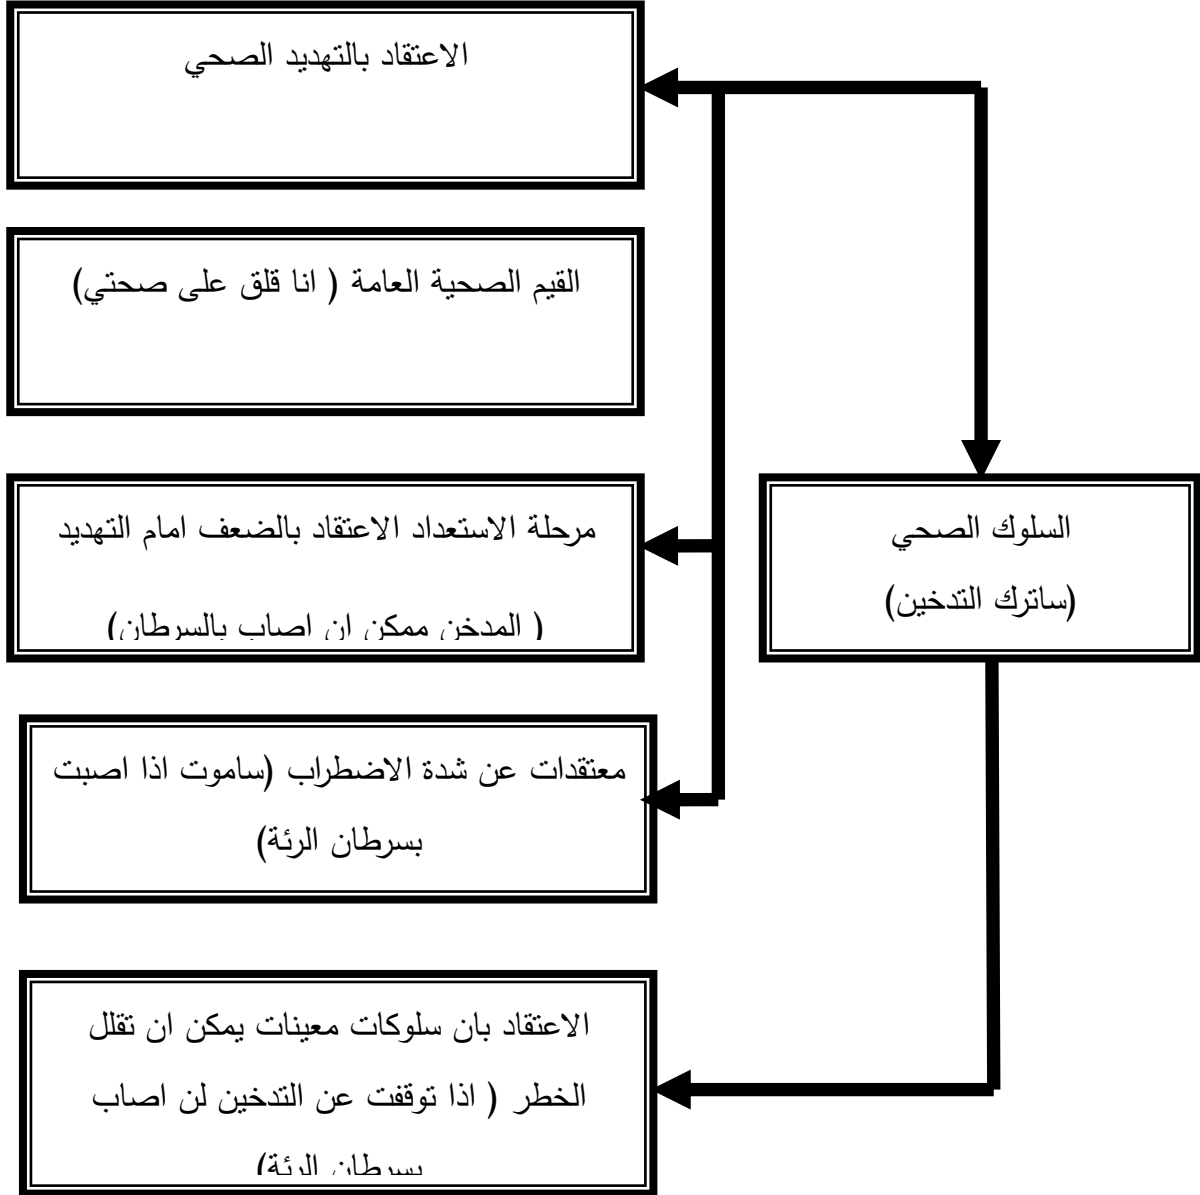 الاعتقاد بالتهديد الصحي
القيم الصحية العامة ( انا قلق على صحتي)
مرحلة الاستعداد الاعتقاد بالضعف امام التهديد
( المدخن ممكن ان اصاب بالسرطان)
السلوك الصحي
(ساترك التدخين)
معتقدات عن شدة الاضطراب (ساموت اذا اصبت
بسرطان الرئة)
الاعتقاد بان سلوكات معينات يمكن ان تقلل
الخطر ( اذا توقفت عن التدخين لن اصاب
بسرطان الرئة)